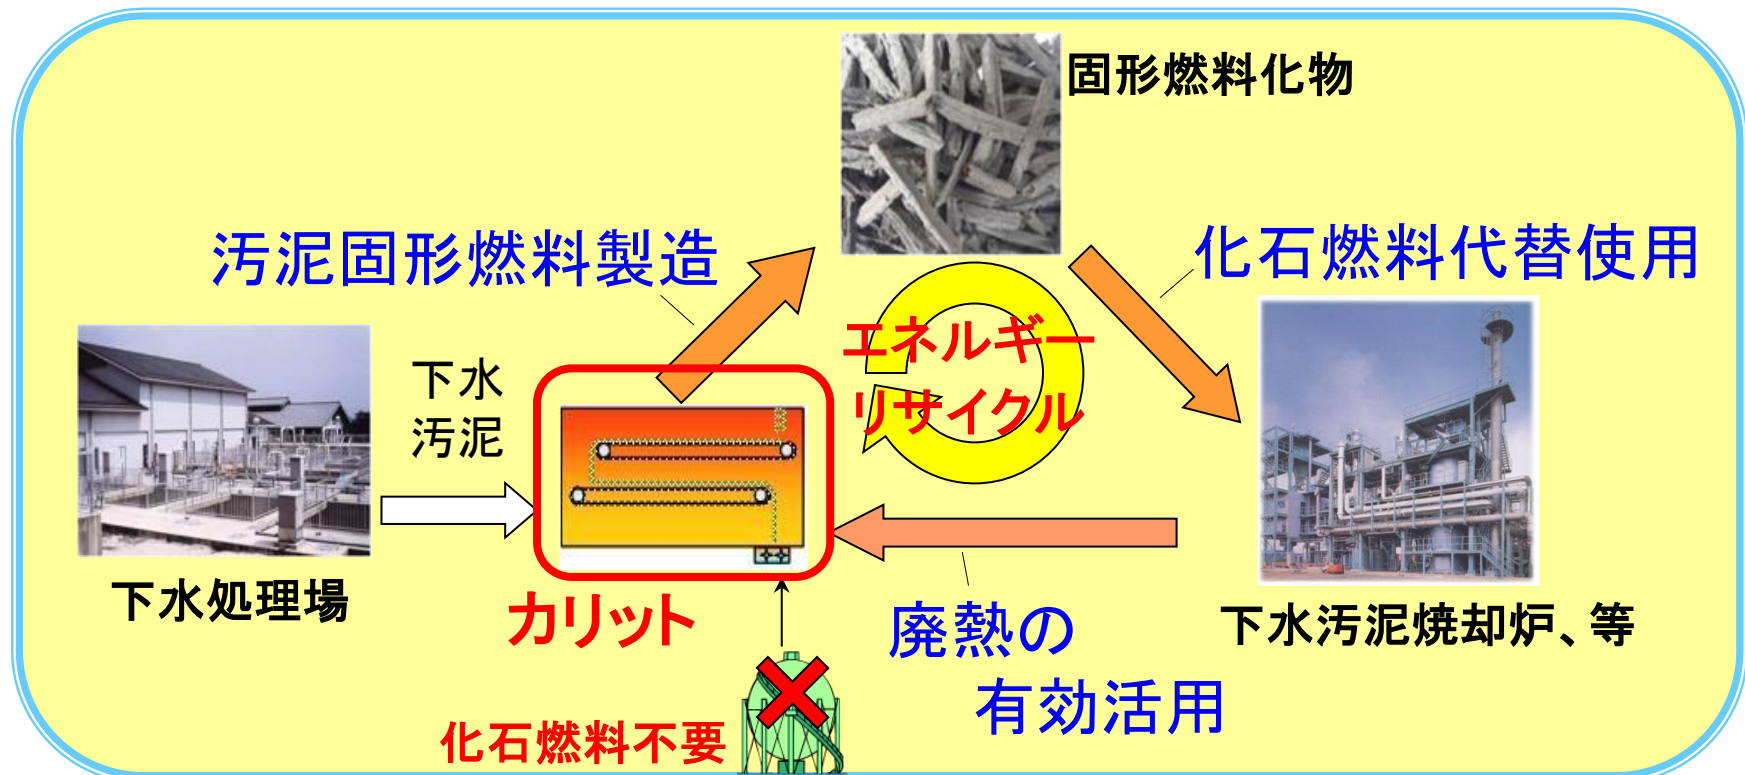 固形燃料化物
汚泥固形燃料製造
化石燃料代替使用
エネルギー
リサイクル
下水
汚泥
下水処理場
カリット
廃熱の
有効活用
下水汚泥焼却炉、等
化石燃料不要